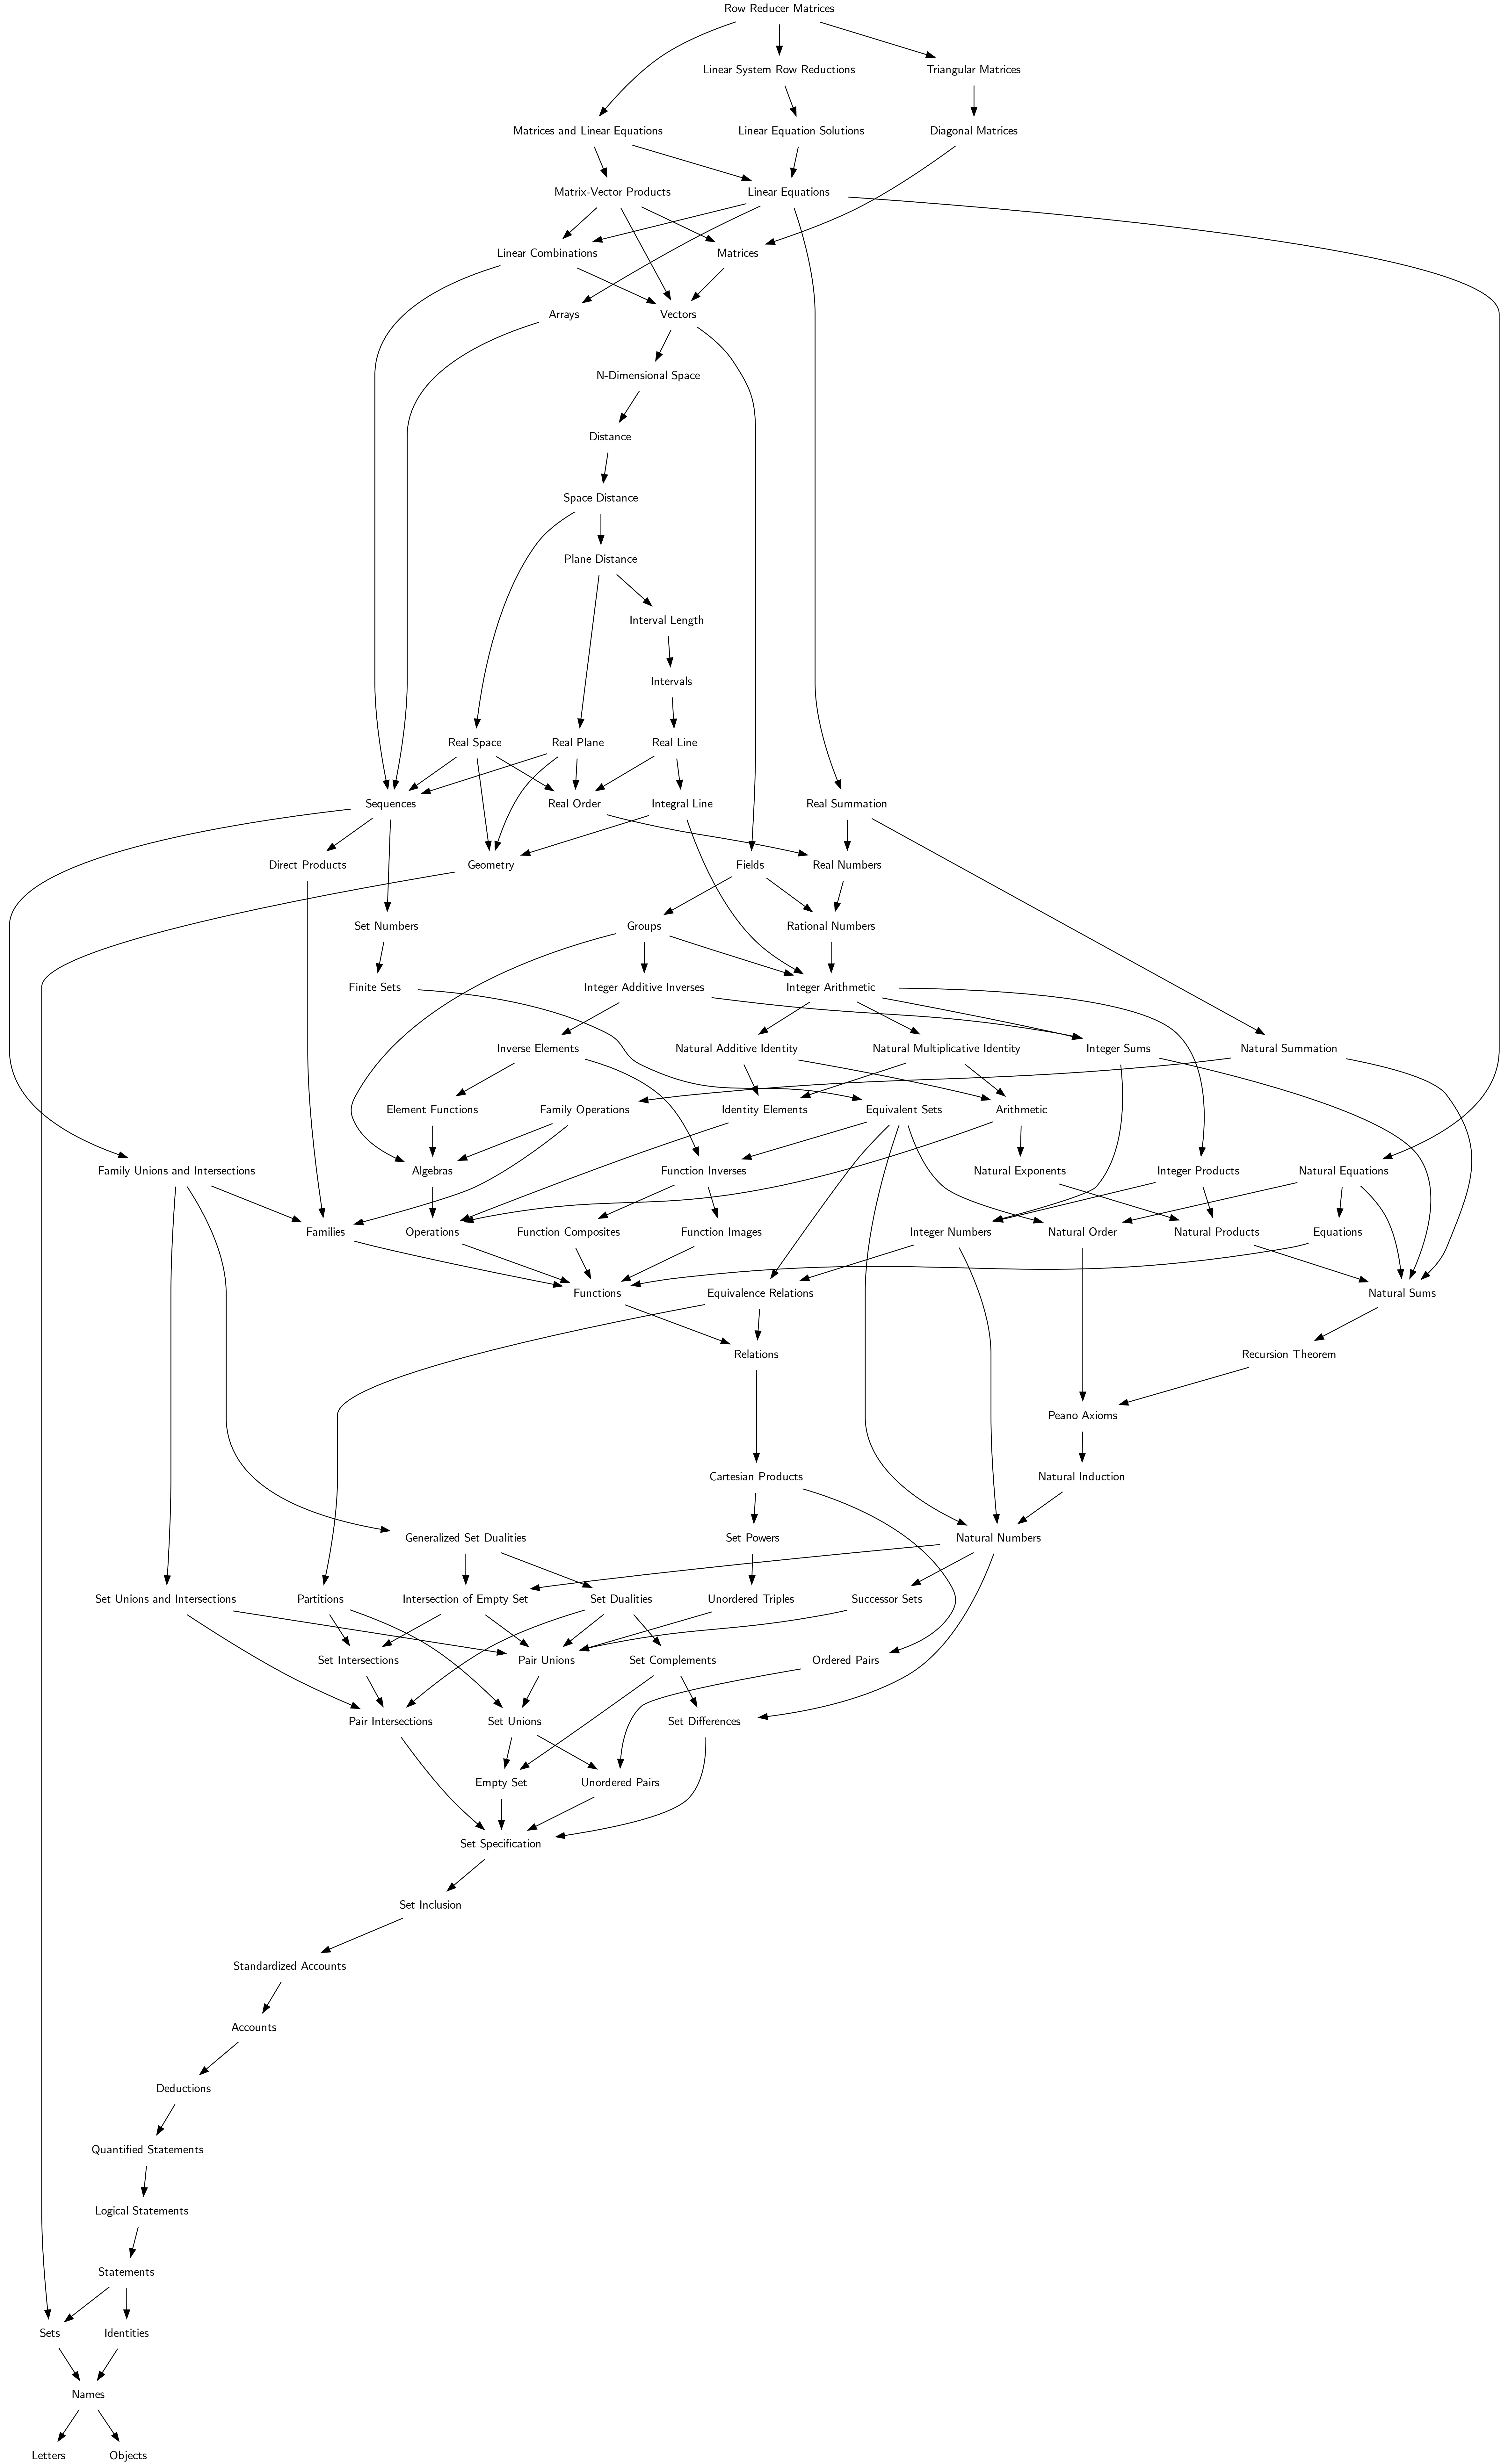 Row Reducer Matrices
Linear System Row Reductions
Triangular Matrices
Matrices and Linear Equations
Linear Equation Solutions
Diagonal Matrices
Matrix-Vector Products
Linear Equations
Linear Combinations
Matrices
Arrays
Vectors
N-Dimensional Space
Distance
Space Distance
Plane Distance
Interval Length
Intervals
Real Space
Real Plane
Real Line
Sequences
Real Order
Integral Line
Real Summation
Direct Products
Geometry
Fields
Real Numbers
Set Numbers
Groups
Rational Numbers
Finite Sets
Integer Additive Inverses
Integer Arithmetic
Inverse Elements
Natural Additive Identity
Natural Multiplicative Identity
Integer Sums
Natural Summation
Element Functions
Family Operations
Identity Elements
Equivalent Sets
Arithmetic
Family Unions and Intersections
Algebras
Function Inverses
Natural Exponents
Integer Products
Natural Equations
Families
Operations
Function Composites
Function Images
Integer Numbers
Natural Order
Natural Products
Equations
Functions
Equivalence Relations
Natural Sums
Relations
Recursion Theorem
Peano Axioms
Cartesian Products
Natural Induction
Generalized Set Dualities
Set Powers
Natural Numbers
Set Unions and Intersections
Partitions
Intersection of Empty Set
Set Dualities
Unordered Triples
Successor Sets
Set Intersections
Pair Unions
Set Complements
Ordered Pairs
Pair Intersections
Set Unions
Set Differences
Empty Set
Unordered Pairs
Set Specification
Set Inclusion
Standardized Accounts
Accounts
Deductions
Quantified Statements
Logical Statements
Statements
Sets
Identities
Names
Letters
Objects